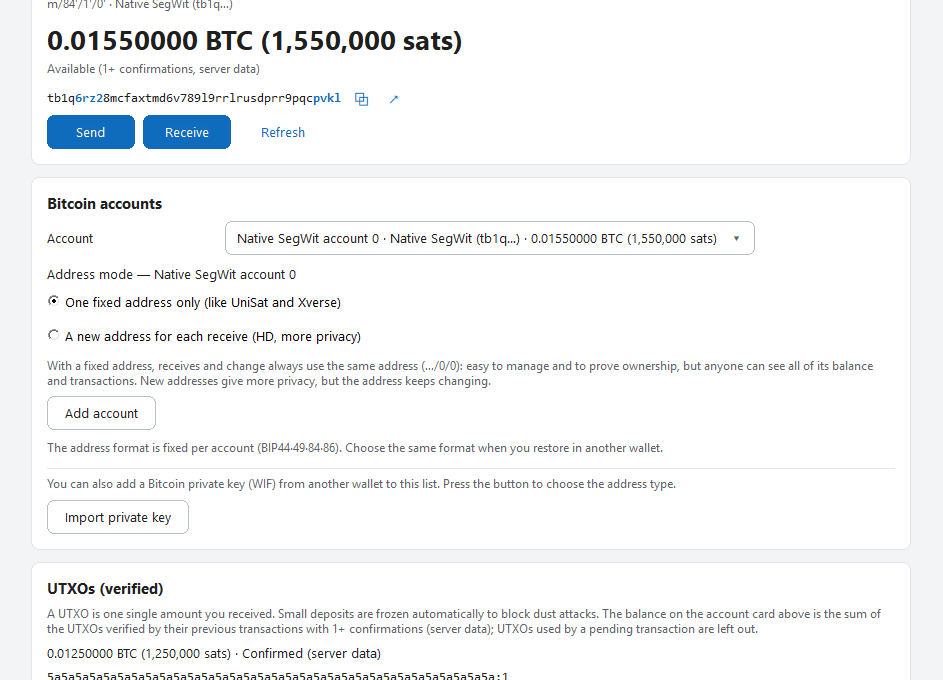 m/84'/1'/0' · Native SegWit (tb1q...)
0.01550000 BTC (1,550,000 sats)
Available (1+ confirmations, server data)
tb1q6rz28mcfaxtmd6v789l9rrlrusdprr9pqcpvkl
Send Receive Refresh
Bitcoin accounts
Account Native SegWit account 0 · Native SegWit (tb1q...) · 0.01550000 BTC (1,550,000 sats)
Address mode — Native SegWit account 0
One fixed address only (like UniSat and Xverse)
A new address for each receive (HD, more privacy)
With a fixed address, receives and change always use the same address (.../0/0): easy to manage and to prove ownership, but anyone can see all of its balance
and transactions. New addresses give more privacy, but the address keeps changing.
Add account
The address format is fixed per account (BIP44·49·84·86). Choose the same format when you restore in another wallet.
You can also add a Bitcoin private key (WIF) from another wallet to this list. Press the button to choose the address type.
Import private key
UTXOs (verified)
A UTXO is one single amount you received. Small deposits are frozen automatically to block dust attacks. The balance on the account card above is the sum of
the UTXOs verified by their previous transactions with 1+ confirmations (server data); UTXOs used by a pending transaction are left out.
0.01250000 BTC (1,250,000 sats) · Confirmed (server data)
5a5a5a5a5a5a5a5a5a5a5a5a5a5a5a5a5a5a5a5a5a5a5a5a5a5a5a5a5a5a5a5a:1